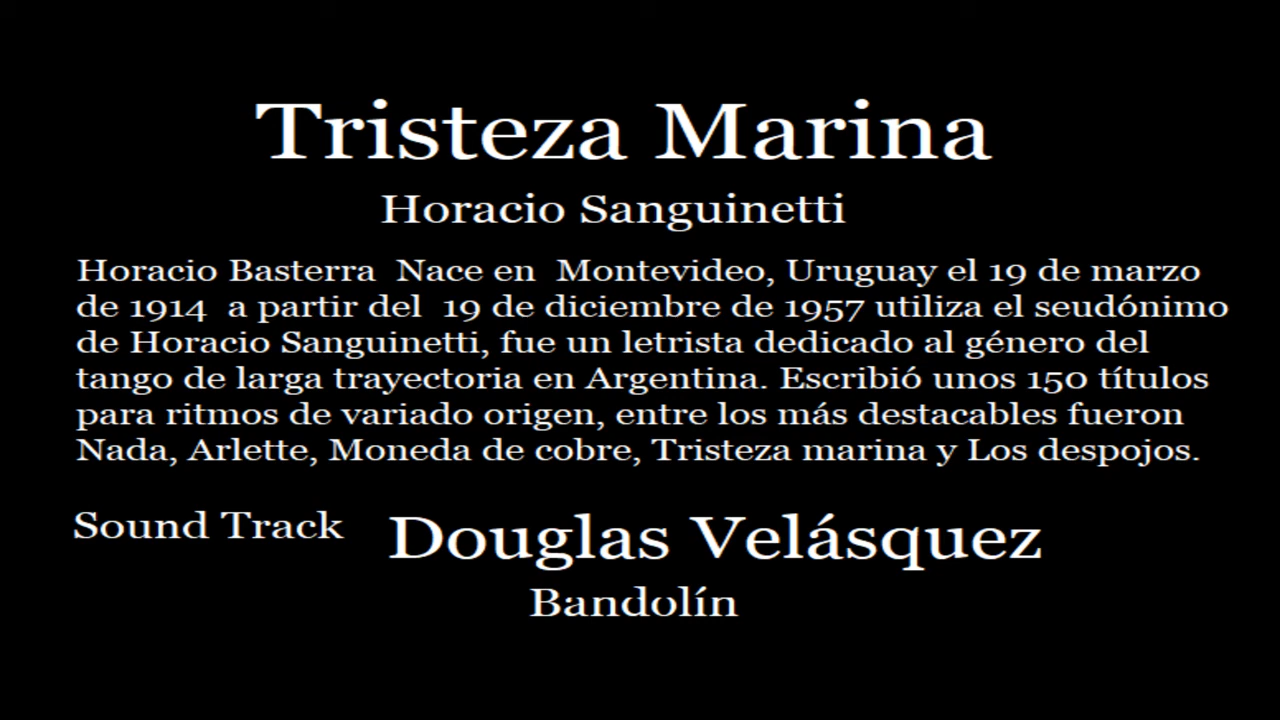 Tristeza Marina
Horacio Sanguinetti
Horacio Basterra  Nace en  Montevideo, Uruguay el 19 de marzo
de 1914  a partir del  19 de diciembre de 1957 utiliza el seudónimo
de Horacio Sanguinetti, fue un letrista dedicado al género del
tango de larga trayectoria en Argentina. Escribió unos 150 títulos
para ritmos de variado origen, entre los más destacables fueron
Nada, Arlette, Moneda de cobre, Tristeza marina y Los despojos.
Sound Track
Douglas Velásquez
Bandolín